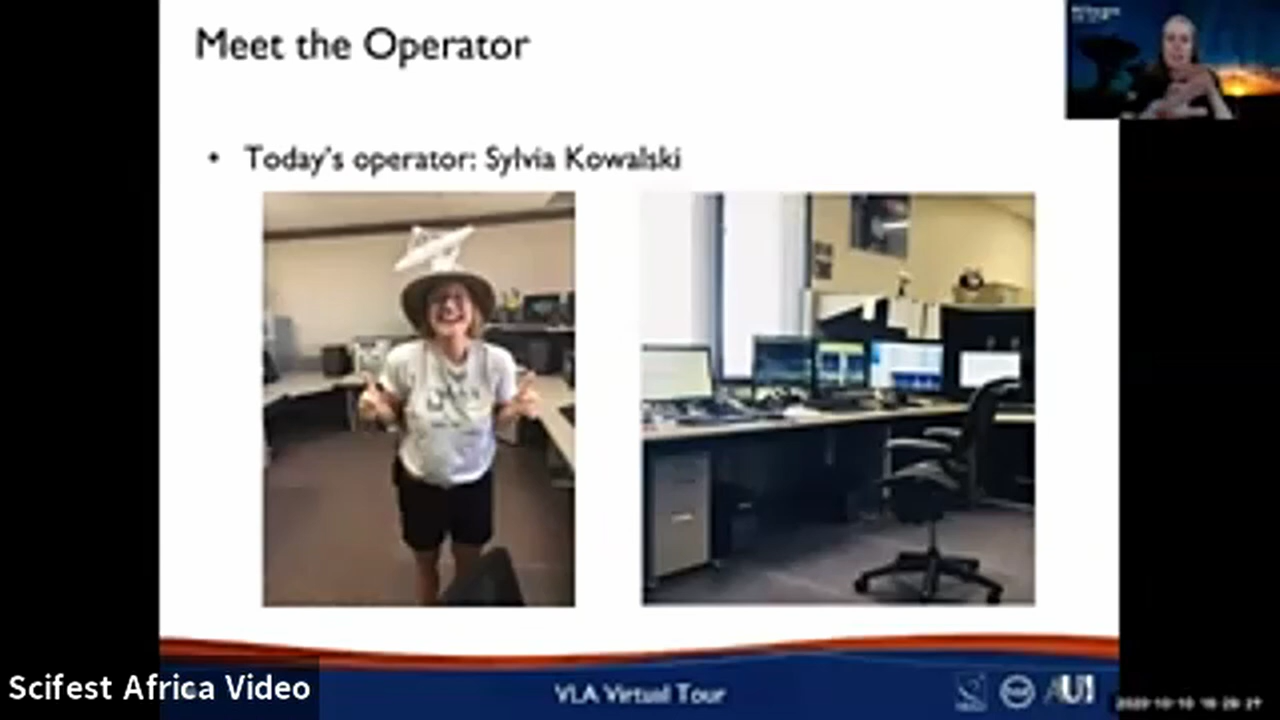 Meet the Operator
• Today's operator: Sylvia Kowalski
Scifest Africa Video
VLA Virtual Tour
AUI